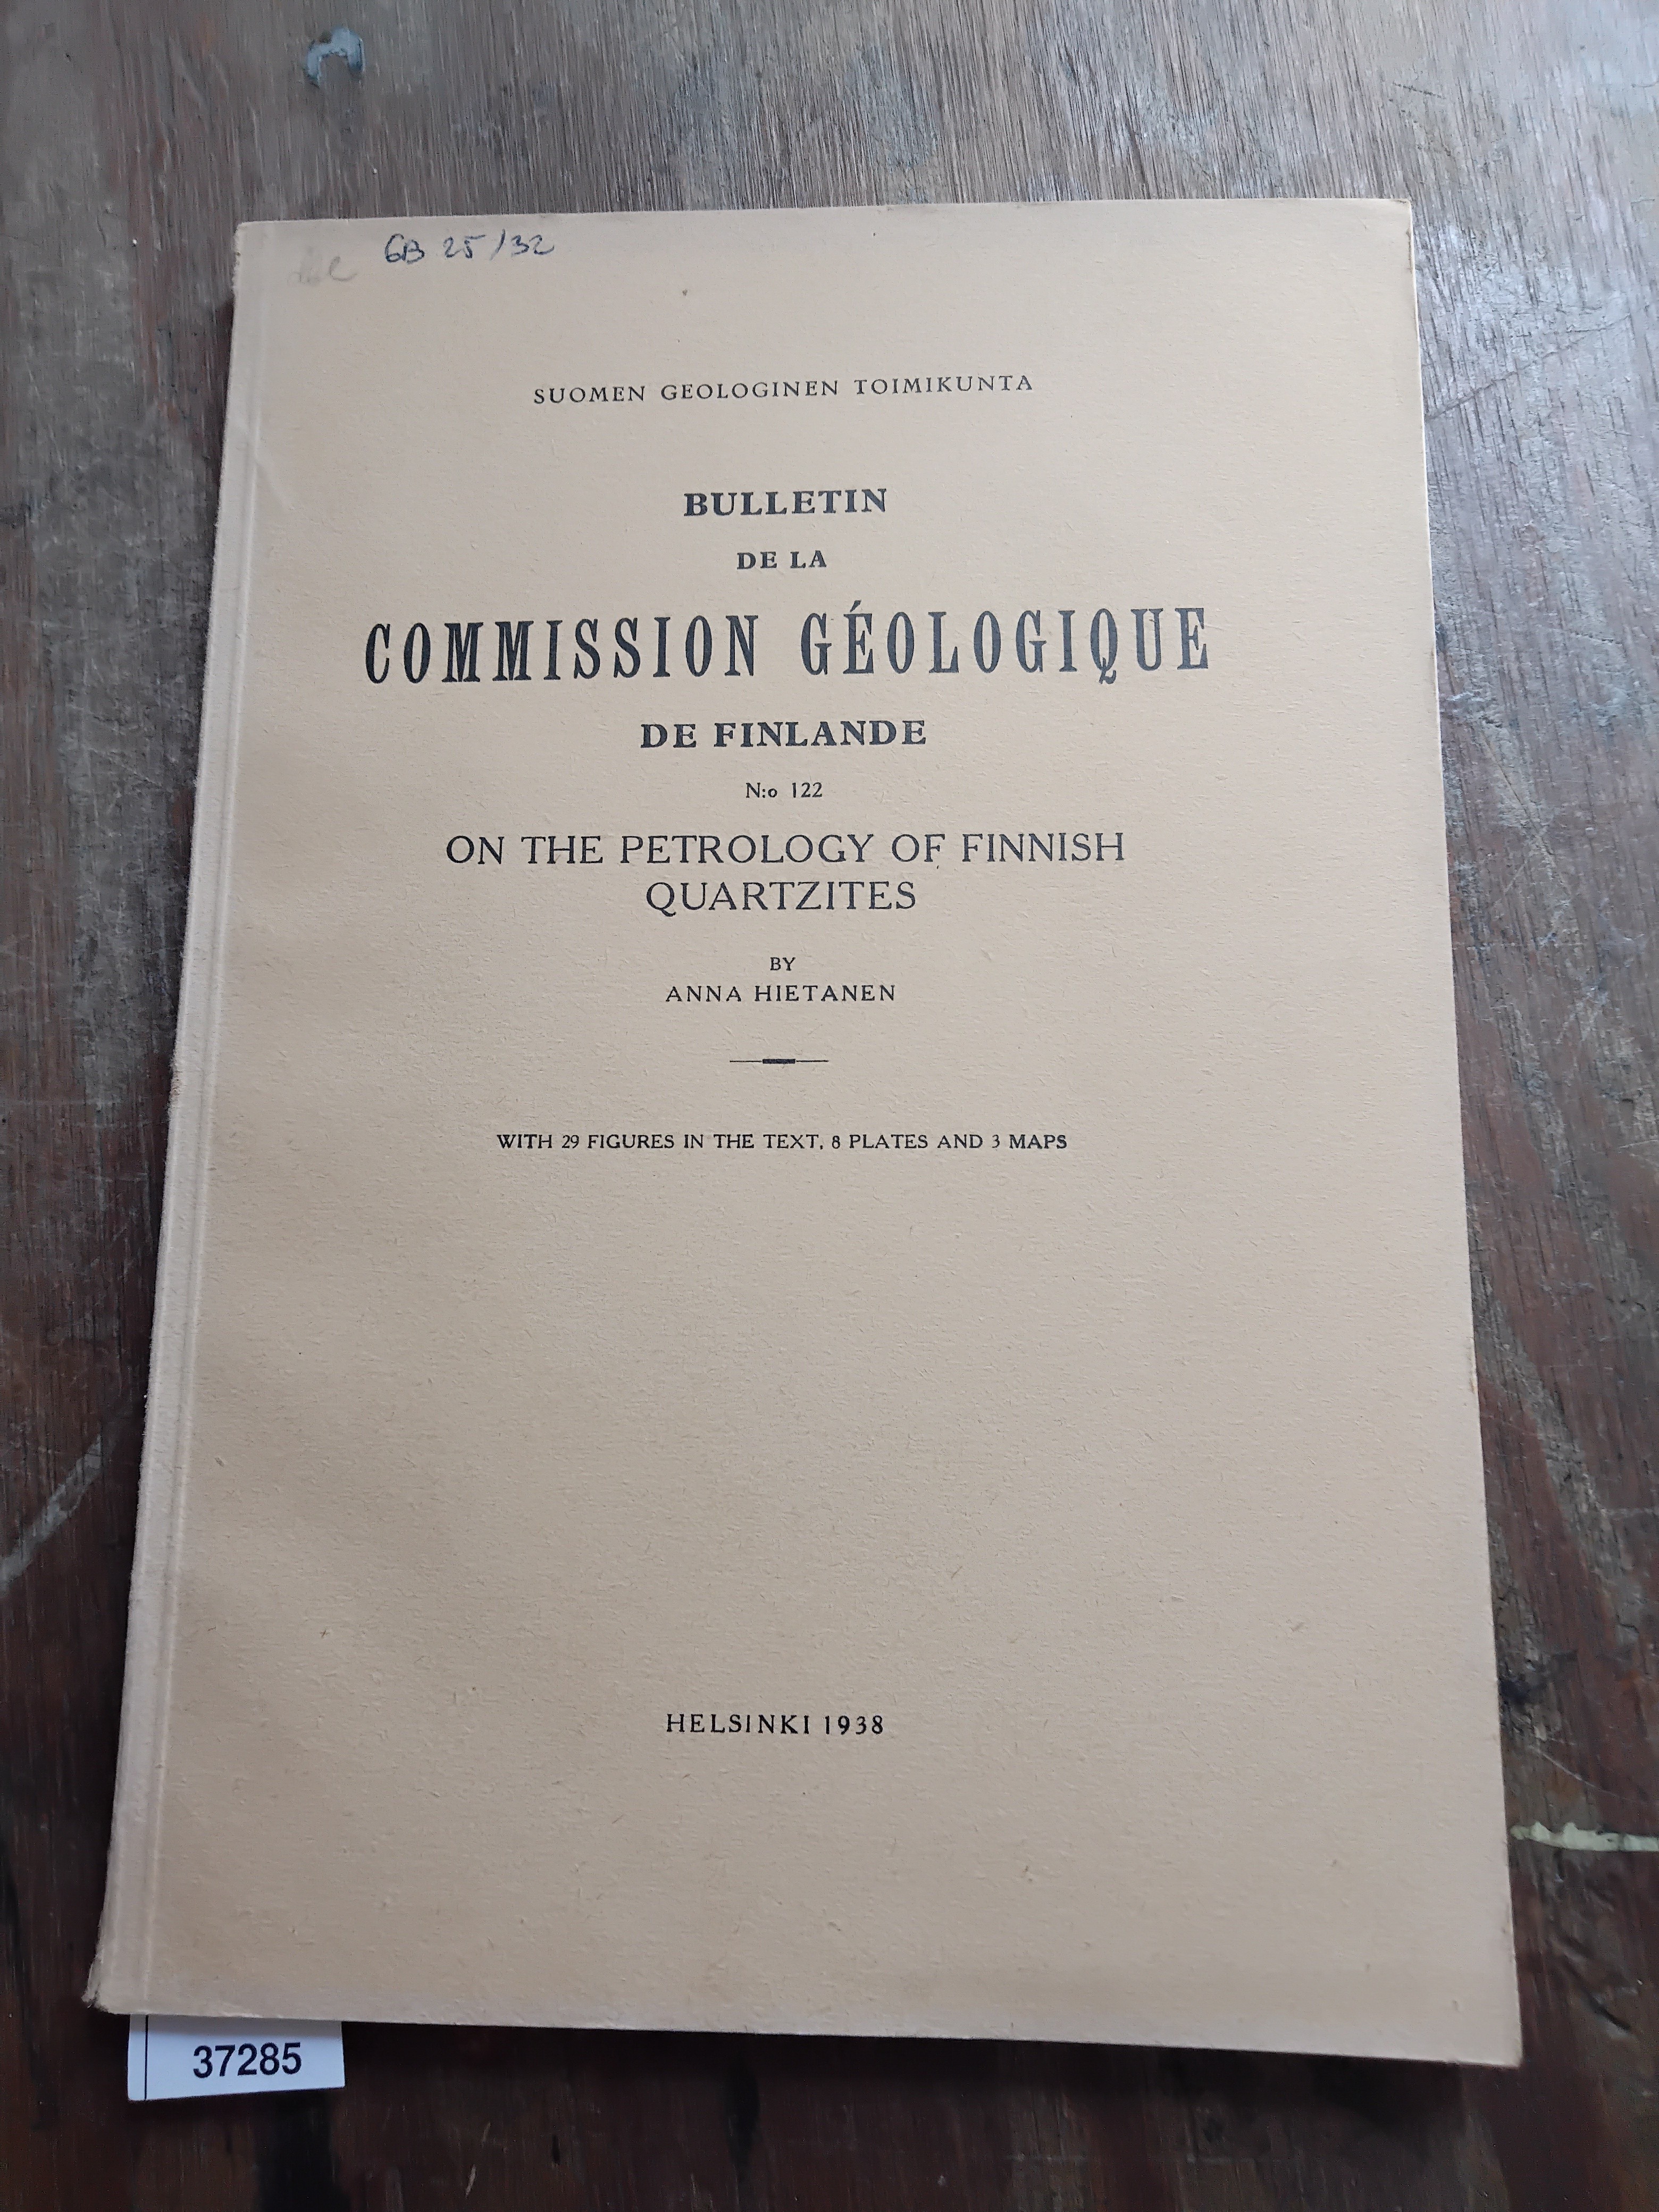 GB 25/32
SUOMEN GEOLOGINEN TOIMIKUNTA
BULLETIN
DE LA
COMMISSION GÉOLOGIQUE
DE FINLANDE
N:o 122
ON THE PETROLOGY OF FINNISH
QUARTZITES
BY
ANNA HIETANEN
WITH 29 FIGURES IN THE TEXT, 8 PLATES AND 3 MAPS
HELSINKI 1938
37285